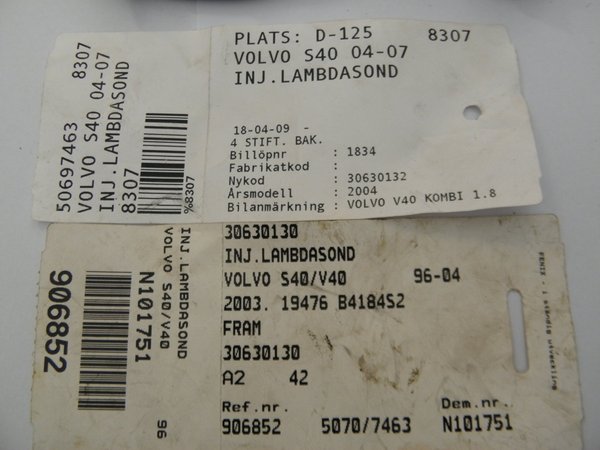 50697463 8307
VOLVO S40 04-07
INJ.LAMBDASOND
8307
%8307
PLATS: D-125 8307
VOLVO S40 04-07
INJ.LAMBDASOND
18-04-09 -
4 STIFT. BAK.
Billöpnr : 1834
Fabrikatkod :
Nykod : 30630132
Årsmodell : 2004
Bilanmärkning : VOLVO V40 KOMBI 1.8
906852
N101751
VOLVO S40/V40 96
INJ.LAMBDASOND
30630130
INJ.LAMBDASOND
VOLVO S40/V40 96-04
2003. 19476 B4184S2
FRAM
30630130
A2 42
Ref.nr. Dem.nr.
906852 5070/7463 N101751
FENIX - i ständig utveckling